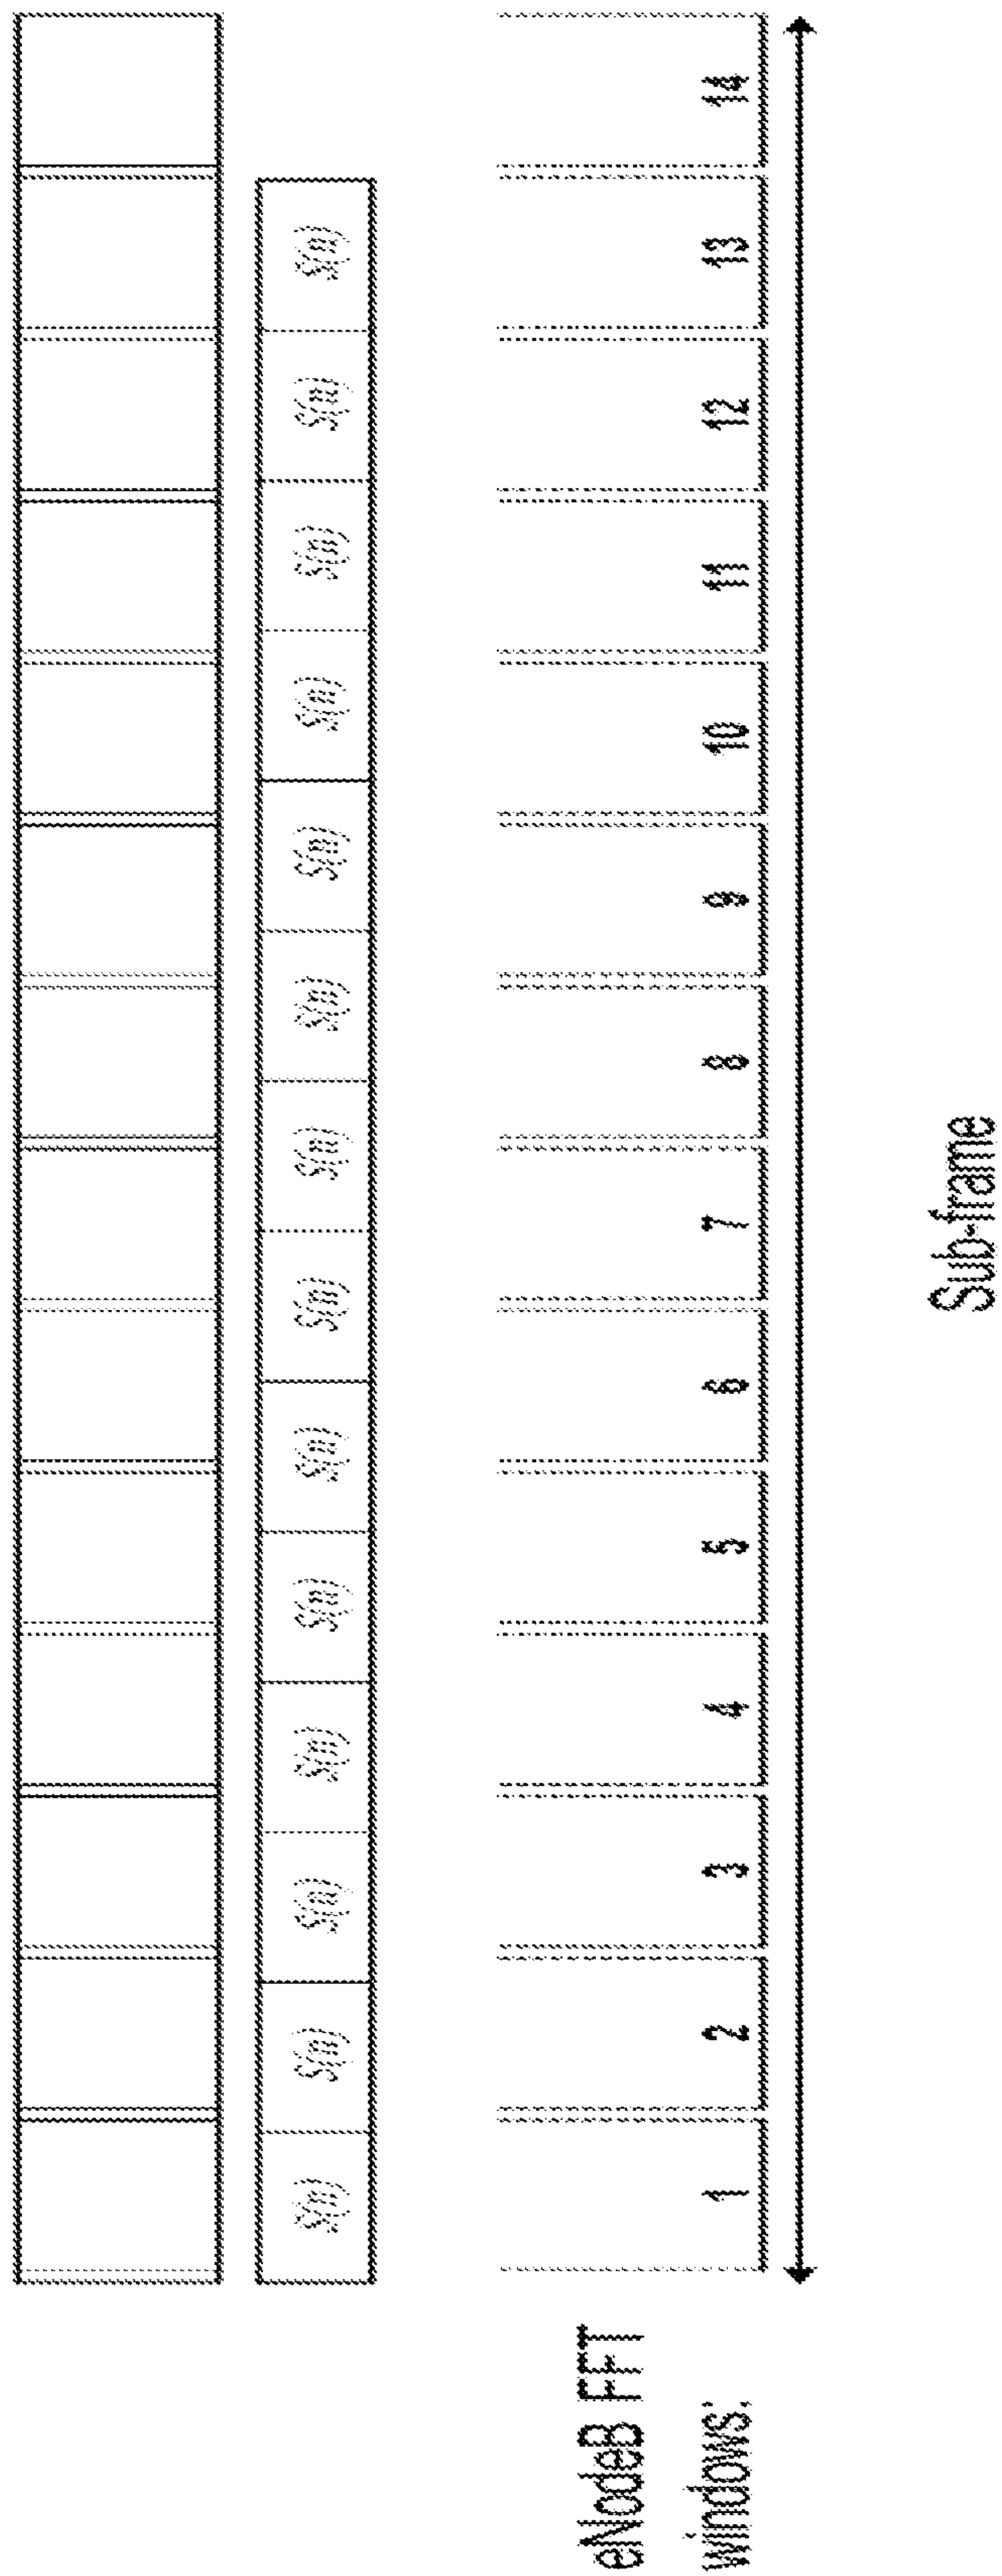 S(n) S(n) S(n) S(n) S(n) S(n) S(n) S(n) S(n) S(n) S(n) S(n) S(n) S(n)
eNodeB FFT
windows: 1 2 3 4 5 6 7 8 9 10 11 12 13 14
Sub-frame